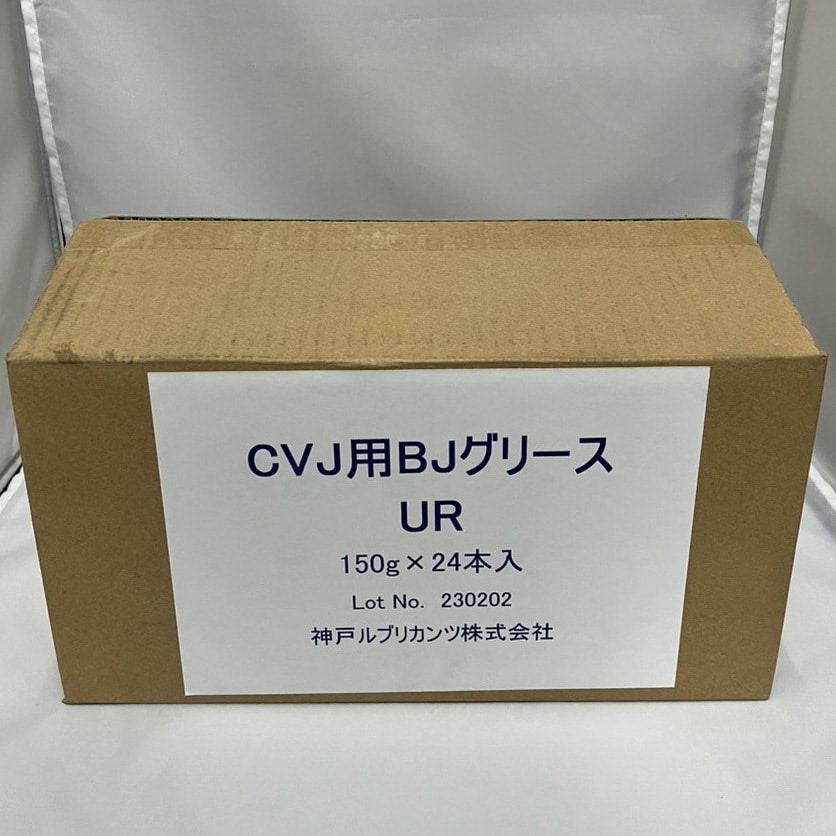 CVJ用BJグリース
UR
150g×24本入
Lot No. 230202
神戸ルブリカンツ株式会社